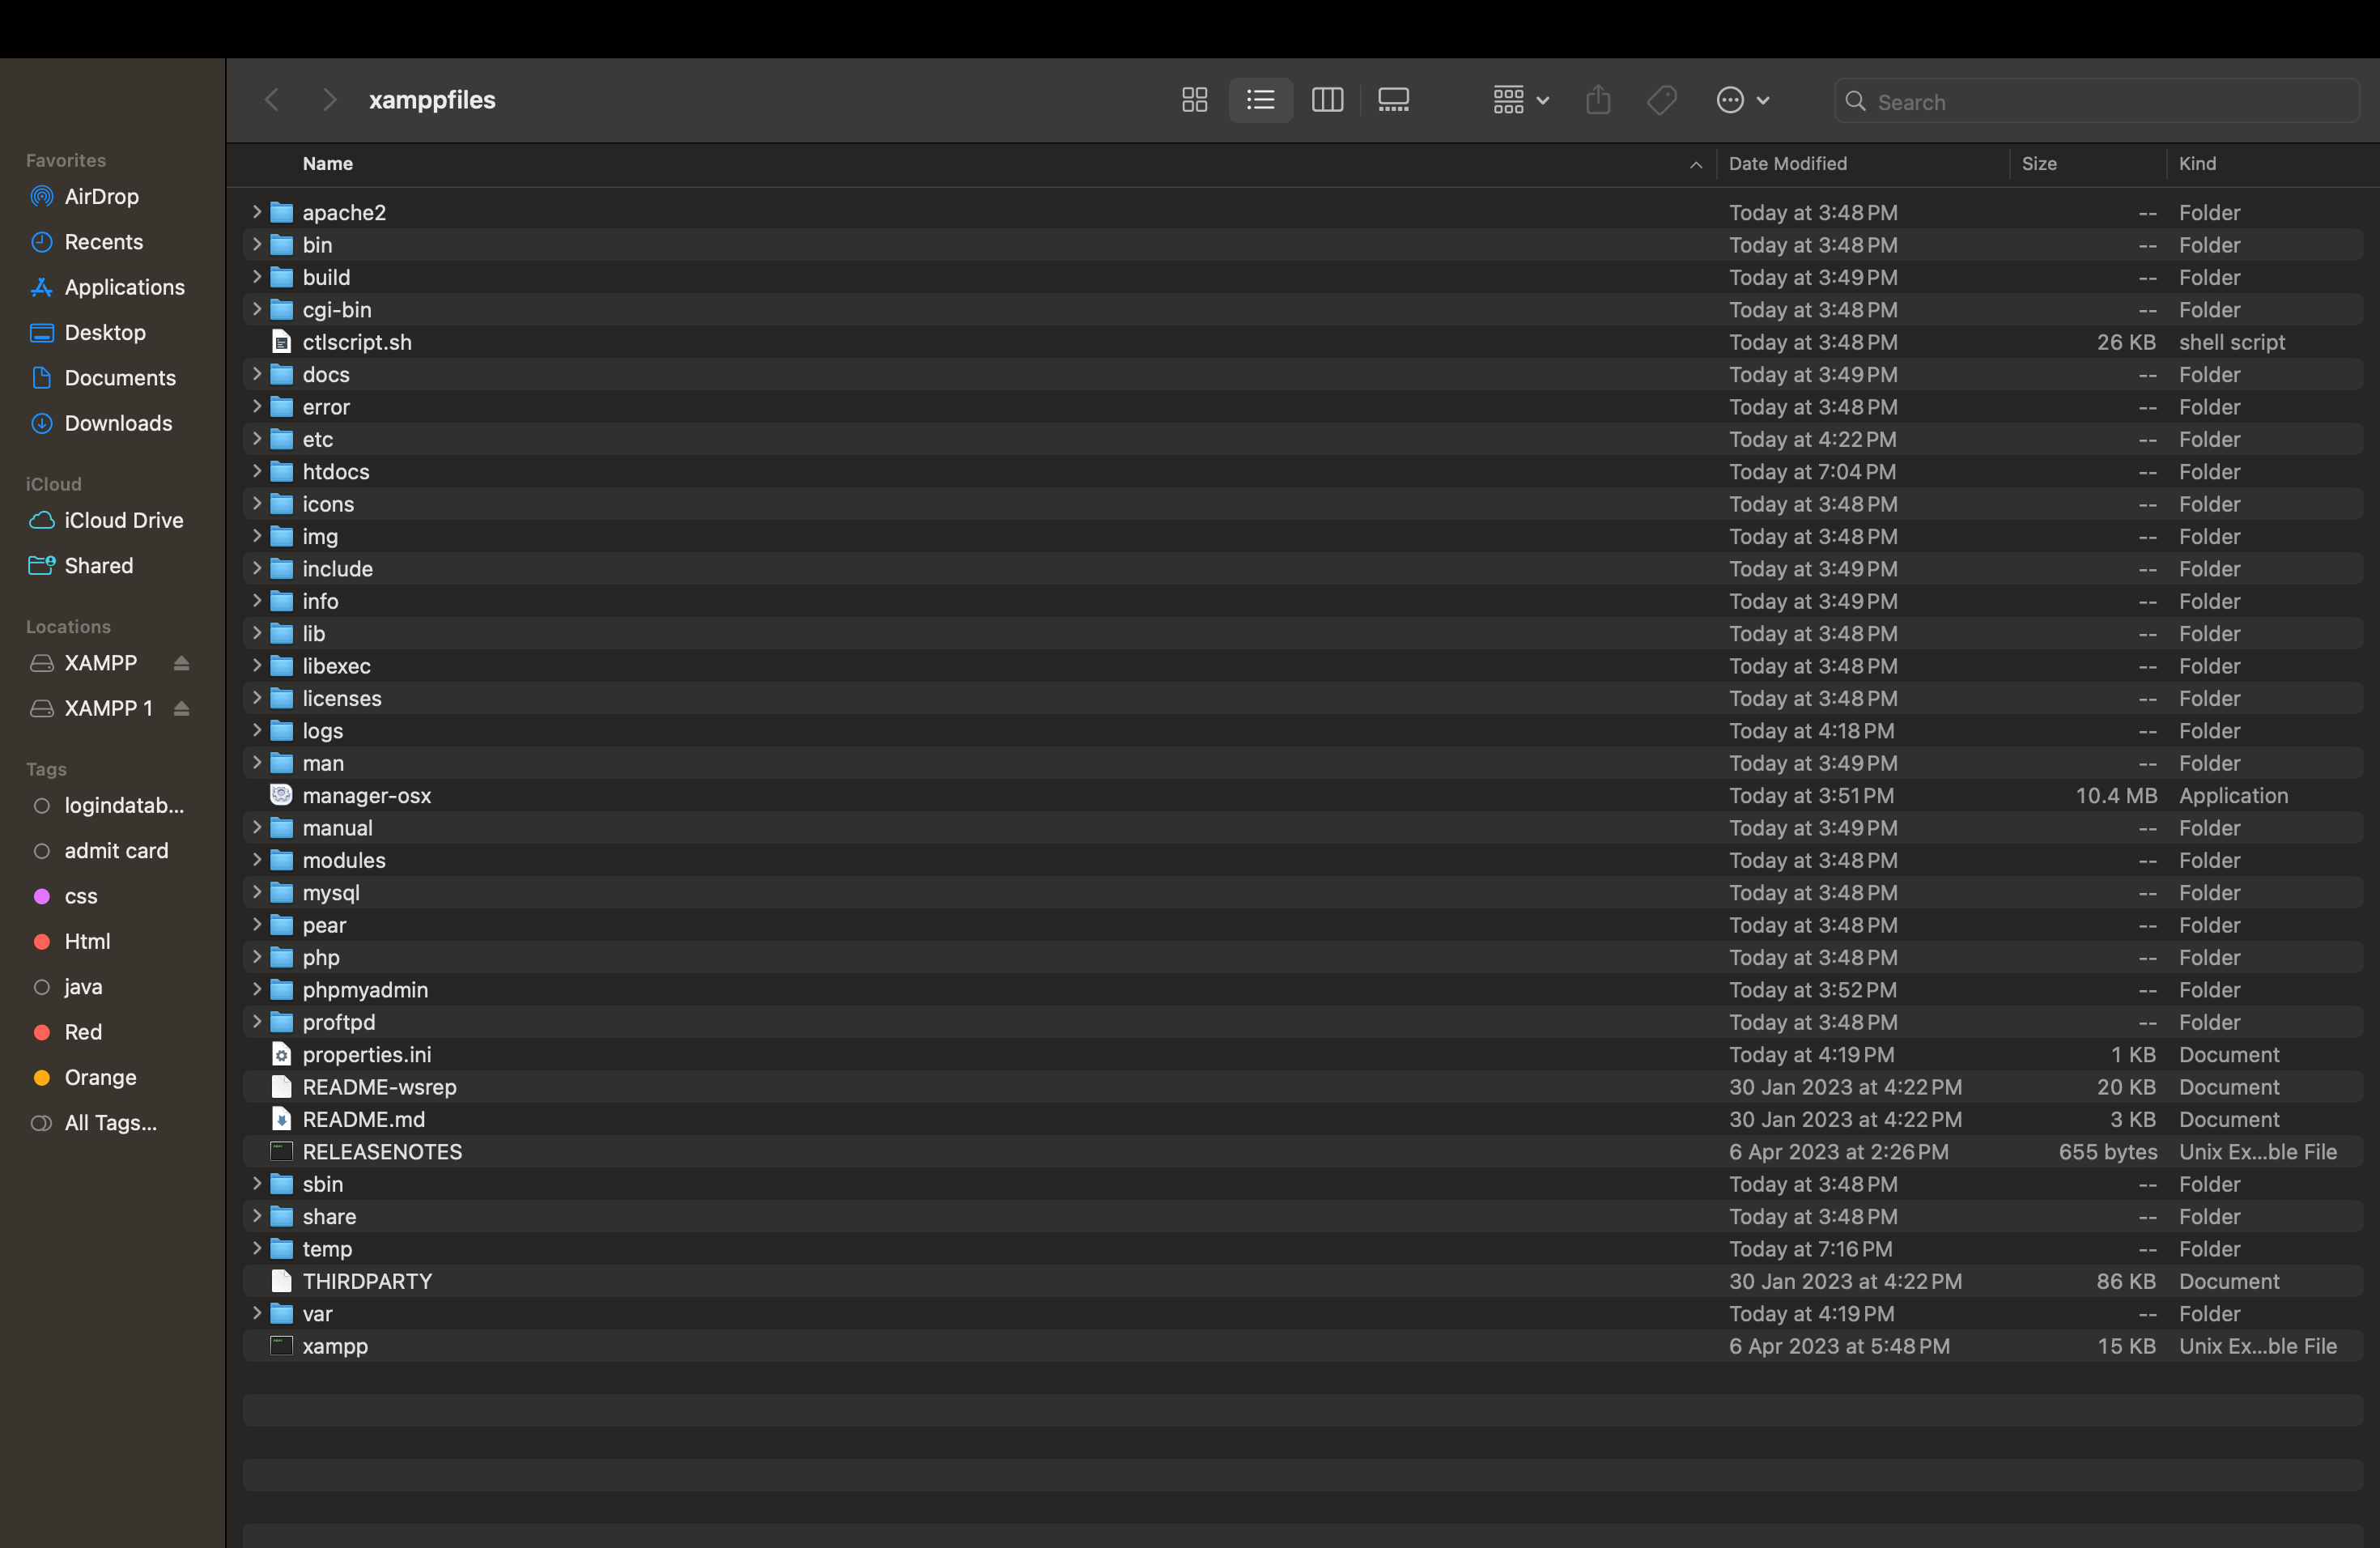 xamppfiles
Search
Favorites
AirDrop
Recents
Applications
Desktop
Documents
Downloads
iCloud
iCloud Drive
Shared
Locations
XAMPP
XAMPP 1
Tags
logindatab...
admit card
css
Html
java
Red
Orange
All Tags...
Name Date Modified Size Kind
apache2 Today at 3:48 PM -- Folder
bin Today at 3:48 PM -- Folder
build Today at 3:49 PM -- Folder
cgi-bin Today at 3:48 PM -- Folder
ctlscript.sh Today at 3:48 PM 26 KB shell script
docs Today at 3:49 PM -- Folder
error Today at 3:48 PM -- Folder
etc Today at 4:22 PM -- Folder
htdocs Today at 7:04 PM -- Folder
icons Today at 3:48 PM -- Folder
img Today at 3:48 PM -- Folder
include Today at 3:49 PM -- Folder
info Today at 3:49 PM -- Folder
lib Today at 3:48 PM -- Folder
libexec Today at 3:48 PM -- Folder
licenses Today at 3:48 PM -- Folder
logs Today at 4:18 PM -- Folder
man Today at 3:49 PM -- Folder
manager-osx Today at 3:51 PM 10.4 MB Application
manual Today at 3:49 PM -- Folder
modules Today at 3:48 PM -- Folder
mysql Today at 3:48 PM -- Folder
pear Today at 3:48 PM -- Folder
php Today at 3:48 PM -- Folder
phpmyadmin Today at 3:52 PM -- Folder
proftpd Today at 3:48 PM -- Folder
properties.ini Today at 4:19 PM 1 KB Document
README-wsrep 30 Jan 2023 at 4:22 PM 20 KB Document
README.md 30 Jan 2023 at 4:22 PM 3 KB Document
RELEASENOTES 6 Apr 2023 at 2:26 PM 655 bytes Unix Ex...ble File
sbin Today at 3:48 PM -- Folder
share Today at 3:48 PM -- Folder
temp Today at 7:16 PM -- Folder
THIRDPARTY 30 Jan 2023 at 4:22 PM 86 KB Document
var Today at 4:19 PM -- Folder
xampp 6 Apr 2023 at 5:48 PM 15 KB Unix Ex...ble File